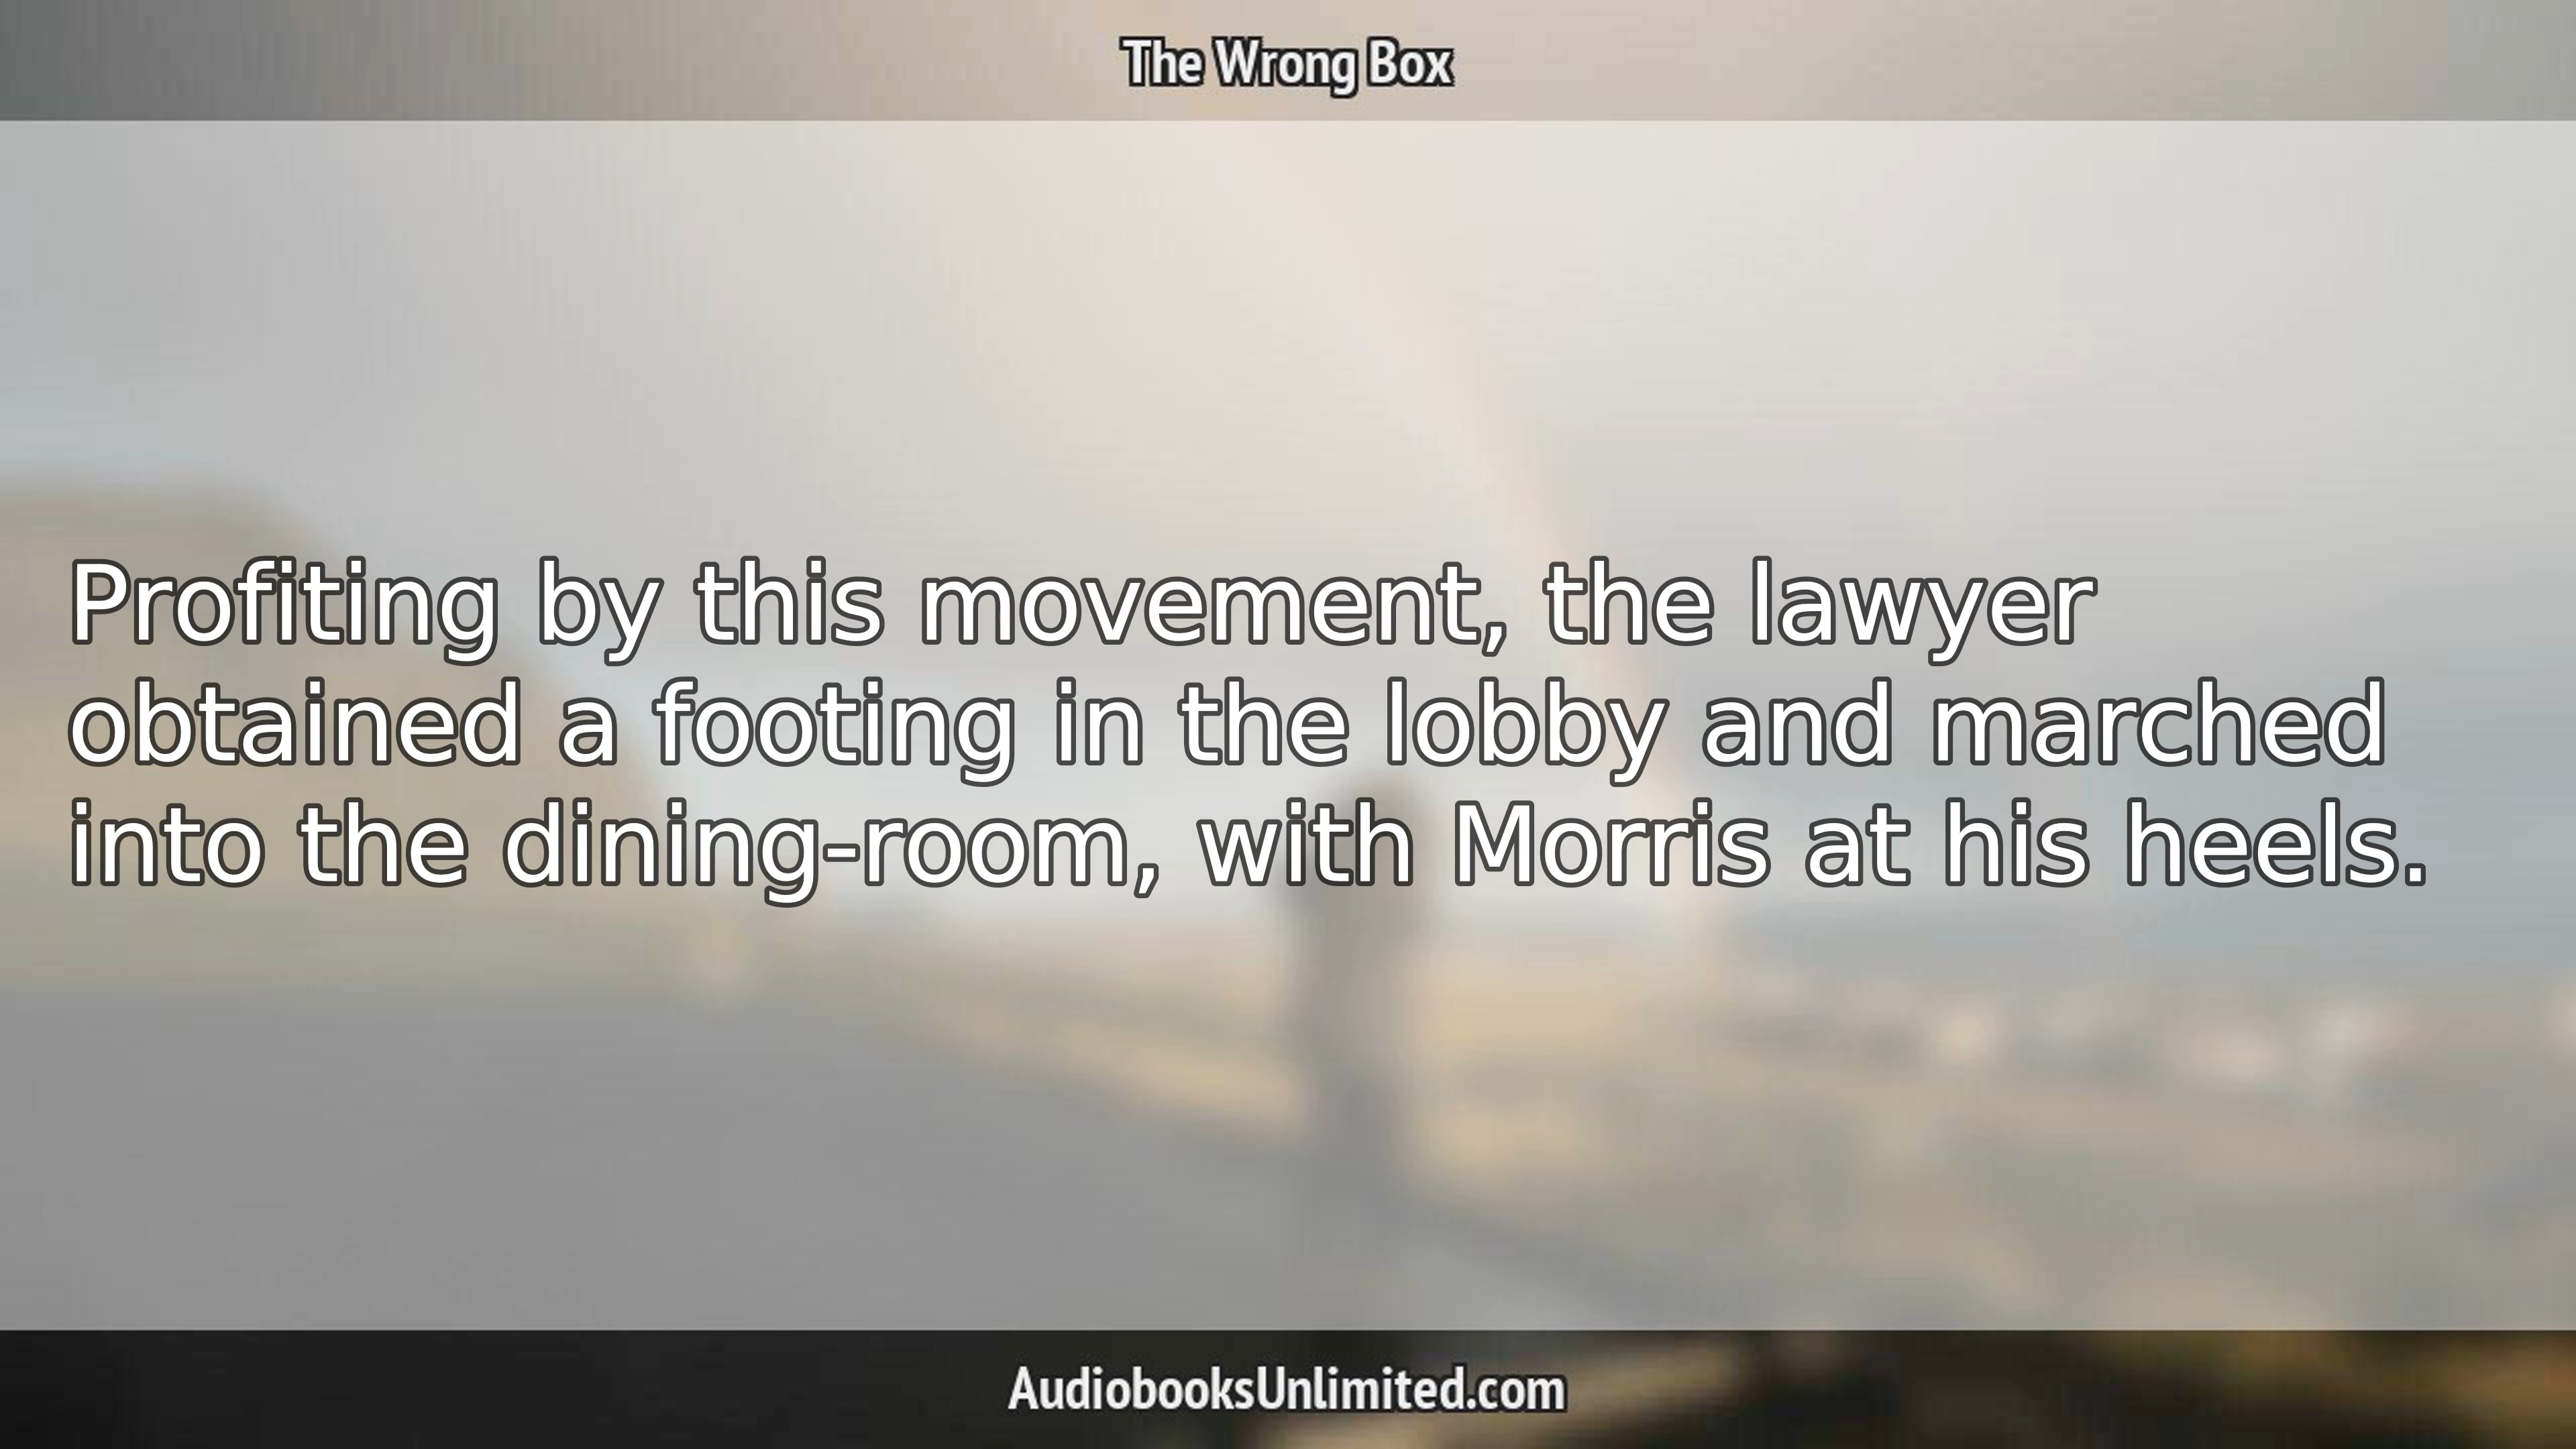 The Wrong Box
Profiting by this movement, the lawyer
obtained a footing in the lobby and marched
into the dining-room, with Morris at his heels.
AudiobooksUnlimited.com